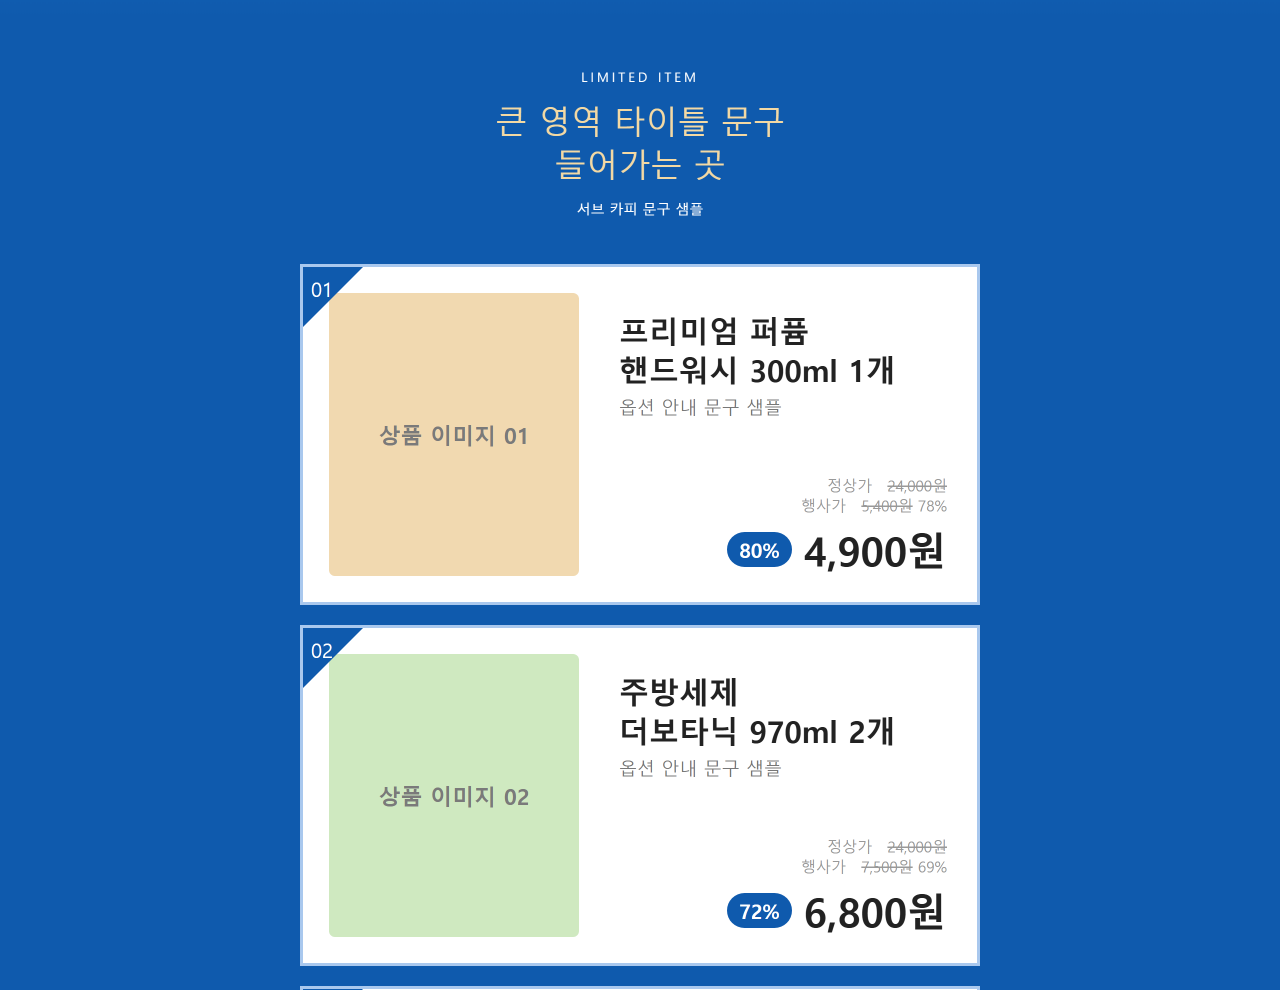 LIMITED ITEM
큰 영역 타이틀 문구
들어가는 곳
서브 카피 문구 샘플
01
상품 이미지 01
프리미엄 퍼퓸
핸드워시 300ml 1개
옵션 안내 문구 샘플
정상가 24,000원
행사가 5,400원 78%
80% 4,900원
02
상품 이미지 02
주방세제
더보타닉 970ml 2개
옵션 안내 문구 샘플
정상가 24,000원
행사가 7,500원 69%
72% 6,800원